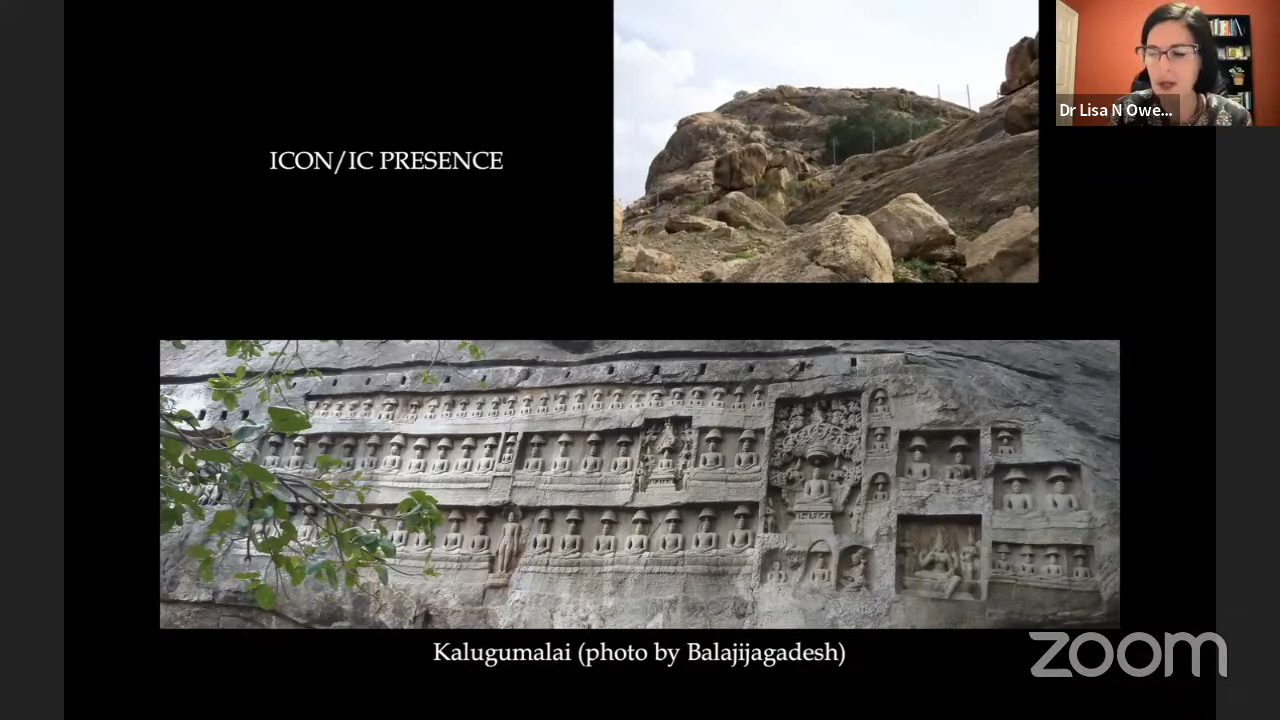 Dr Lisa N Owe...
ICON/IC PRESENCE
Kalugumalai (photo by Balajijagadesh)
zoom